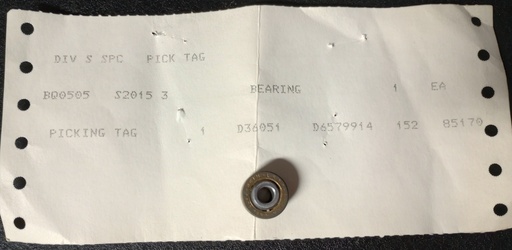 DIV S SPC PICK TAG
BQ0505 S2015 3 BEARING 1 EA
PICKING TAG 1 D36051 D6579914 152 85170